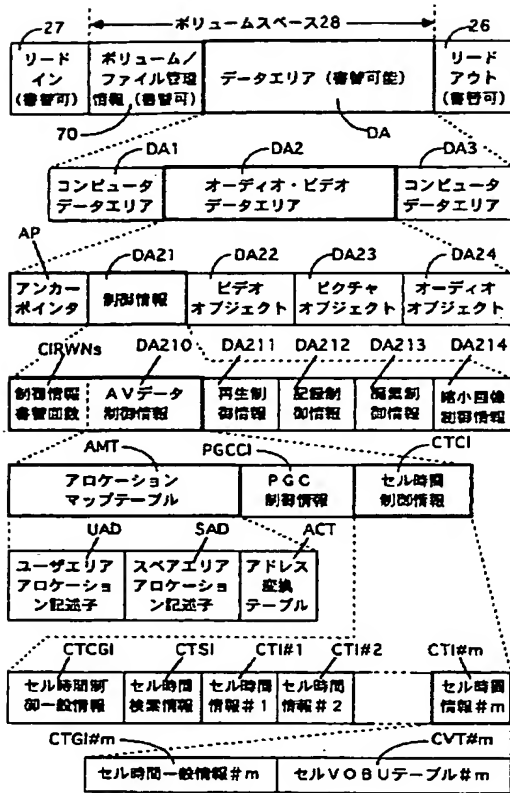 27
ボリュームスペース28
26
リード
イン
(書替可)
ボリューム/
ファイル管理
情報(書替可)
データエリア(書替可能)
リード
アウト
(書替可)
70
DA
DA1
DA2
DA3
コンピュータ
データエリア
オーディオ・ビデオ
データエリア
コンピュータ
データエリア
AP
DA21
DA22
DA23
DA24
アンカー
ポインタ
制御情報
ビデオ
オブジェクト
ピクチャ
オブジェクト
オーディオ
オブジェクト
CIRWNs
DA210
DA211
DA212
DA213
DA214
制御情報
書替回数
AVデータ
制御情報
再生制
御情報
記録制
御情報
編集制
御情報
縮小画像
制御情報
AMT
PGCCI
CTCI
アロケーション
マップテーブル
PGC
制御情報
セル時間
制御情報
UAD
SAD
ACT
ユーザエリア
アロケーショ
ン記述子
スペアエリア
アロケーショ
ン記述子
アドレス
変換
テーブル
CTCGI
CTSI
CTI#1
CTI#2
CTI#m
セル時間制
御一般情報
セル時間
検索情報
セル時間
情報#1
セル時間
情報#2
セル時間
情報#m
CTGI#m
CVT#m
セル時間一般情報#m
セルVOBUテーブル#m